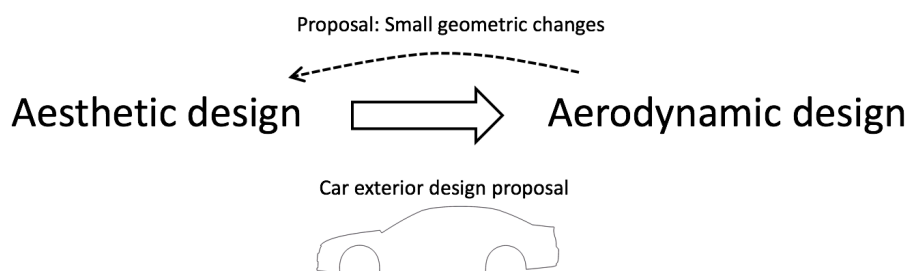 Proposal: Small geometric changes
Aesthetic design
Aerodynamic design
Car exterior design proposal